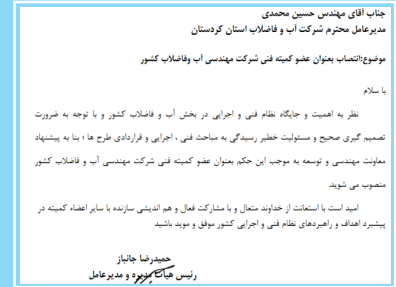 جناب آقای مهندس حسین محمدی
مدیرعامل محترم شرکت آب و فاضلاب استان کردستان
موضوع:انتصاب بعنوان عضو کمیته فنی شرکت مهندسی آب وفاضلاب کشور
با سلام
نظر به اهمیت و جایگاه نظام فنی و اجرایی در بخش آب و فاضلاب کشور و با توجه به ضرورت
تصمیم گیری صحیح و مسئولیت خطیر رسیدگی به مباحث فنی ، اجرایی و قراردادی طرح ها ؛ بنا به پیشنهاد
معاونت مهندسی و توسعه به موجب این حکم بعنوان عضو کمیته فنی شرکت مهندسی آب و فاضلاب کشور
منصوب می شوید.
امید است با استعانت از خداوند متعال و با مشارکت فعال و هم اندیشی سازنده با سایر اعضاء کمیته در
پیشبرد اهداف و راهبردهای نظام فنی و اجرایی کشور موفق و موید باشید
حمیدرضا جانباز
رئیس هیات مدیره و مدیرعامل